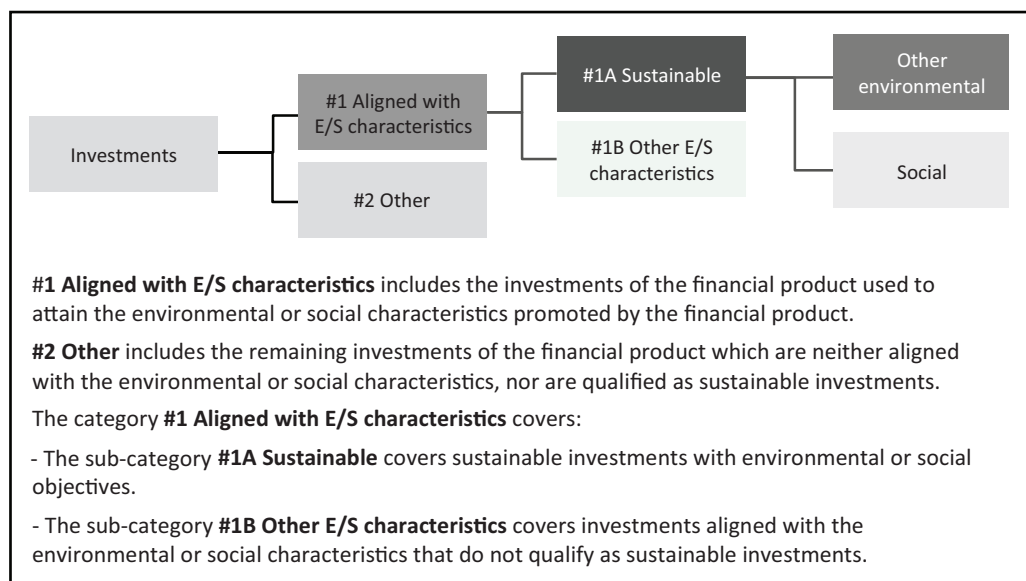 Investments
#1 Aligned with
E/S characteristics
#2 Other
#1A Sustainable
#1B Other E/S
characteristics
Other
environmental
Social
#1 Aligned with E/S characteristics includes the investments of the financial product used to
attain the environmental or social characteristics promoted by the financial product.
#2 Other includes the remaining investments of the financial product which are neither aligned
with the environmental or social characteristics, nor are qualified as sustainable investments.
The category #1 Aligned with E/S characteristics covers:
- The sub-category #1A Sustainable covers sustainable investments with environmental or social
objectives.
- The sub-category #1B Other E/S characteristics covers investments aligned with the
environmental or social characteristics that do not qualify as sustainable investments.